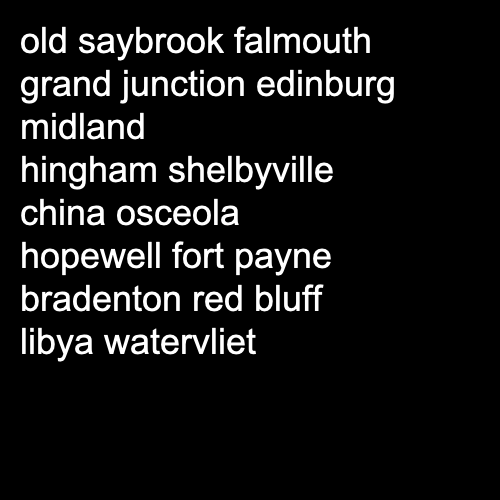 old saybrook falmouth
grand junction edinburg
midland
hingham shelbyville
china osceola
hopewell fort payne
bradenton red bluff
libya watervliet